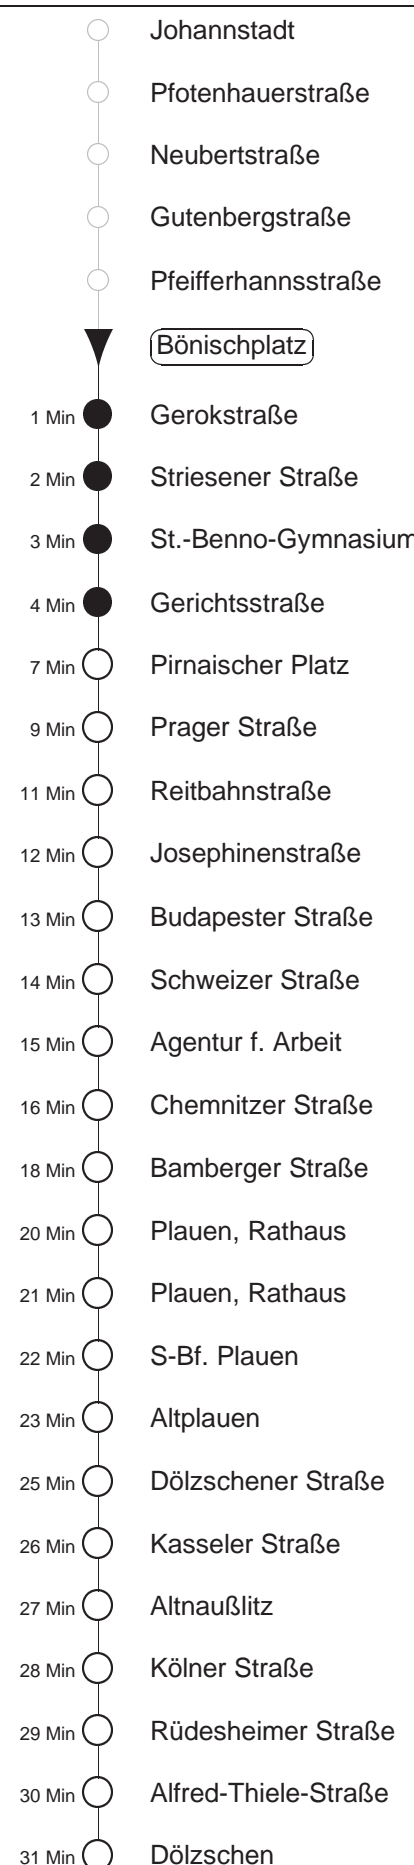 Johannstadt
Pfotenhauerstraße
Neubertstraße
Gutenbergstraße
Pfeifferhannsstraße
Bönischplatz
1 Min Gerokstraße
2 Min Striesener Straße
3 Min St.-Benno-Gymnasium
4 Min Gerichtsstraße
7 Min Pirnaischer Platz
9 Min Prager Straße
11 Min Reitbahnstraße
12 Min Josephinenstraße
13 Min Budapester Straße
14 Min Schweizer Straße
15 Min Agentur f. Arbeit
16 Min Chemnitzer Straße
18 Min Bamberger Straße
20 Min Plauen, Rathaus
21 Min Plauen, Rathaus
22 Min S-Bf. Plauen
23 Min Altplauen
25 Min Dölzschener Straße
26 Min Kasseler Straße
27 Min Altnaußlitz
28 Min Kölner Straße
29 Min Rüdesheimer Straße
30 Min Alfred-Thiele-Straße
31 Min Dölzschen